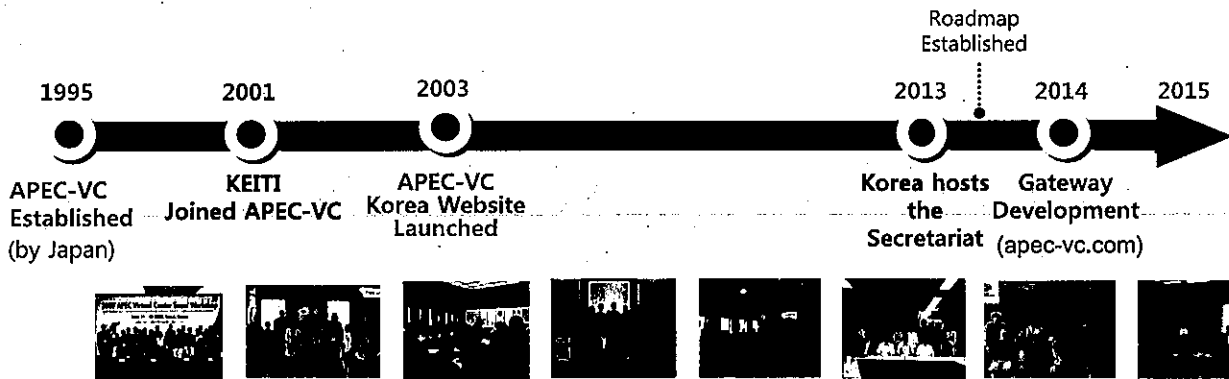 Roadmap
Established
1995
2001
2003
2013
2014
2015
APEC-VC
Established
(by Japan)
KEITI
Joined APEC-VC
APEC-VC
Korea Website
Launched
Korea hosts
the
Secretariat
Gateway
Development
(apec-vc.com)